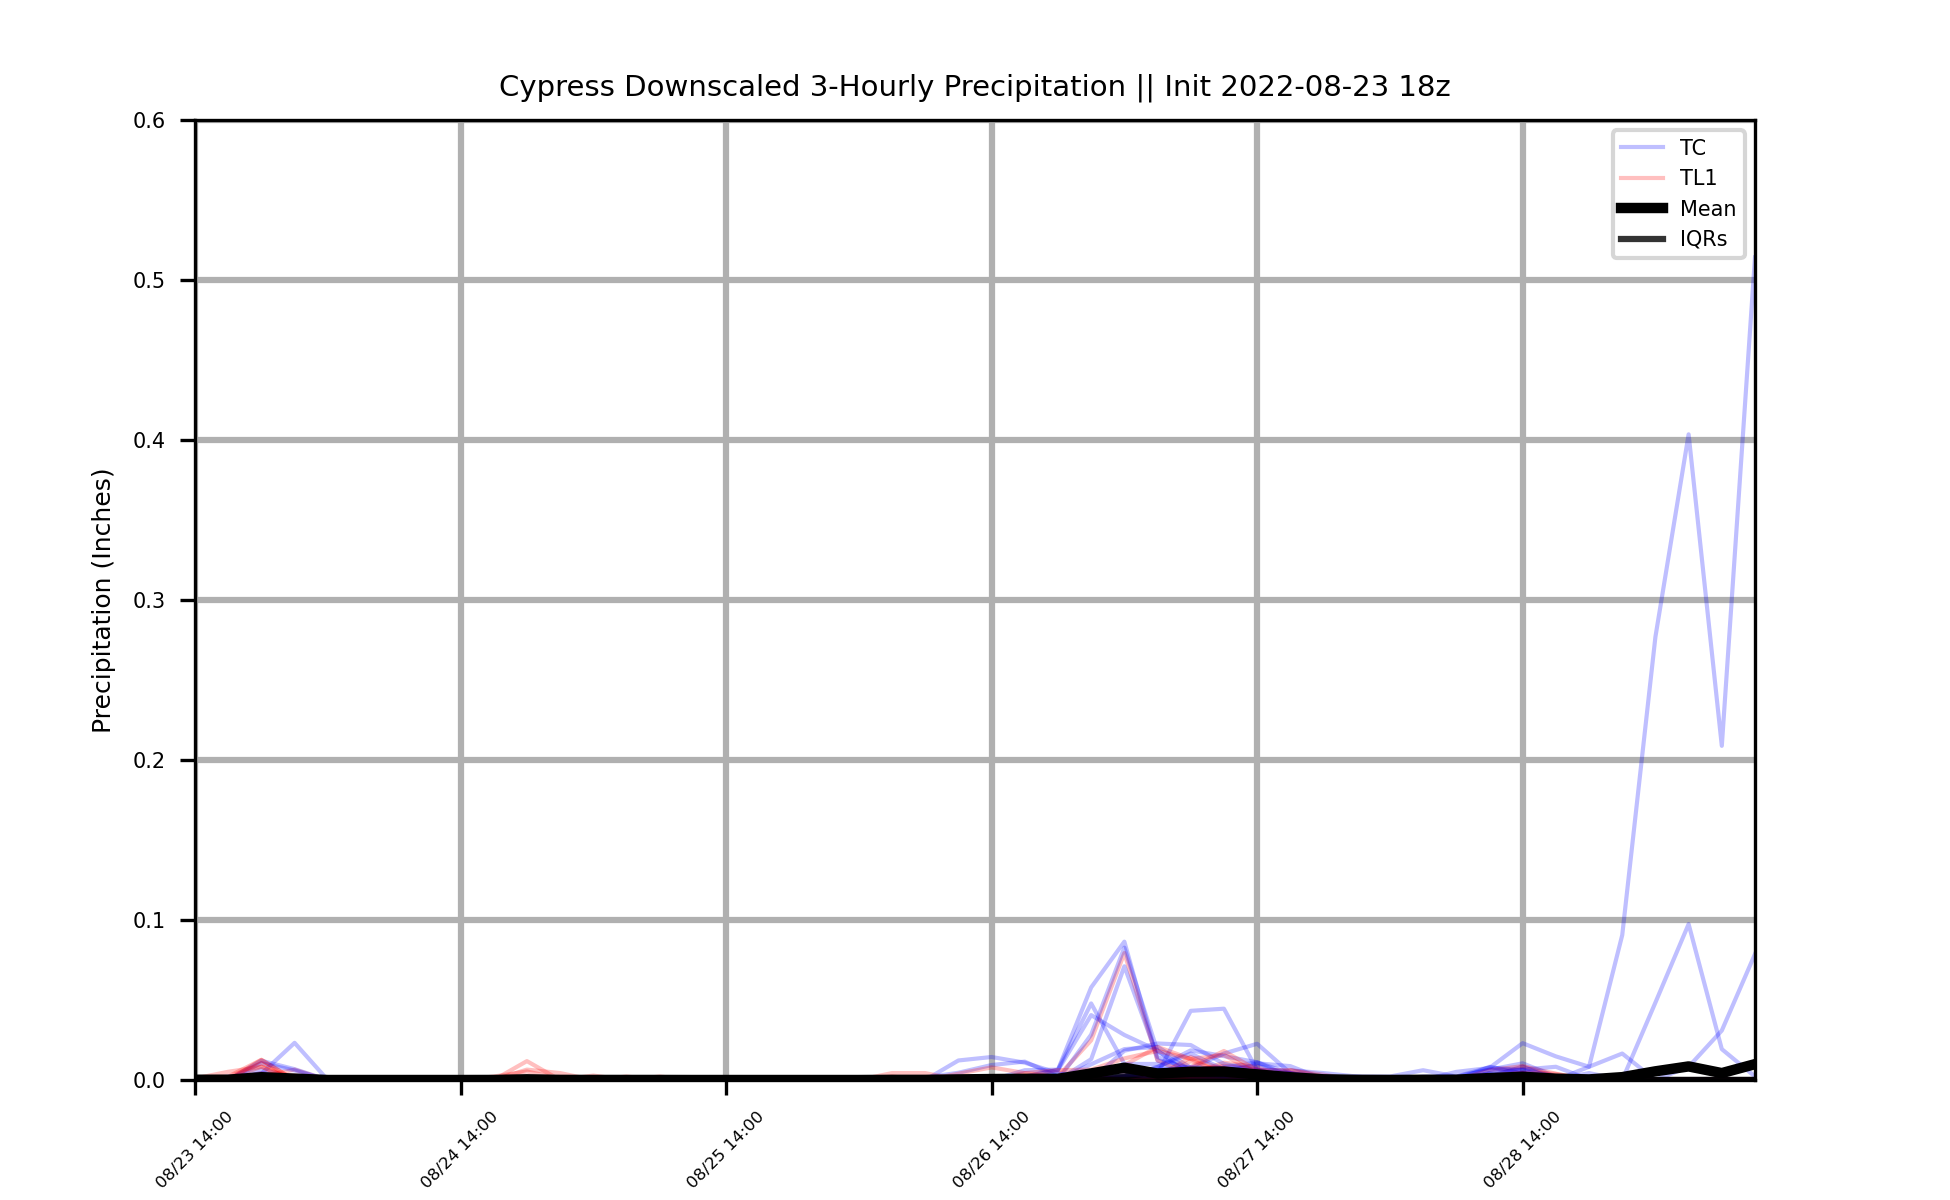 Cypress Downscaled 3-Hourly Precipitation || Init 2022-08-23 18z
Precipitation (Inches)
0.6
0.5
0.4
0.3
0.2
0.1
0.0
TC
TL1
Mean
IQRs
08/23 14:00
08/24 14:00
08/25 14:00
08/26 14:00
08/27 14:00
08/28 14:00